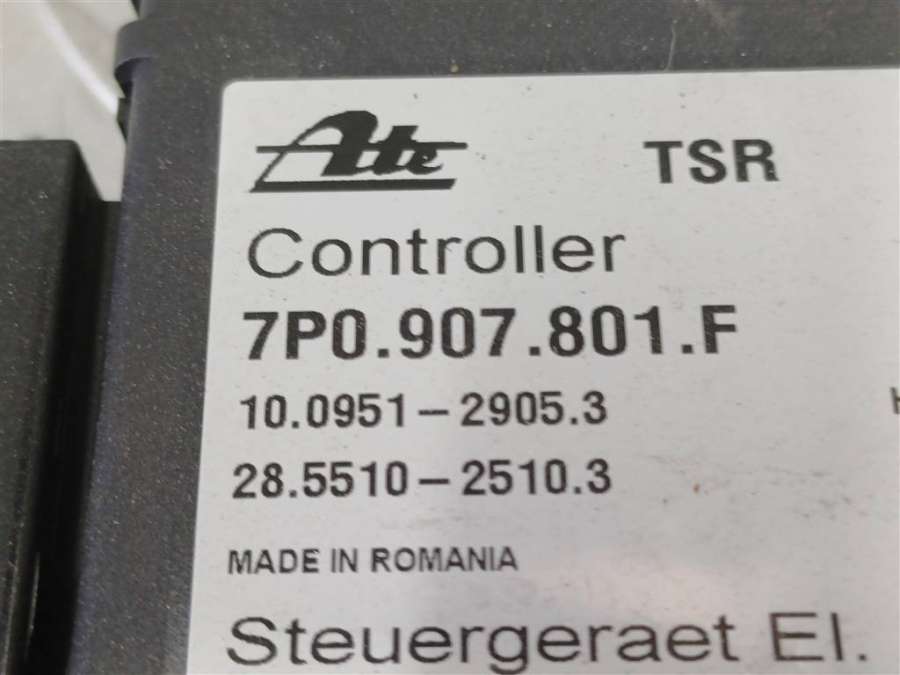 Ate TSR
Controller
7P0.907.801.F
10.0951-2905.3
28.5510-2510.3
MADE IN ROMANIA
Steuergeraet El.